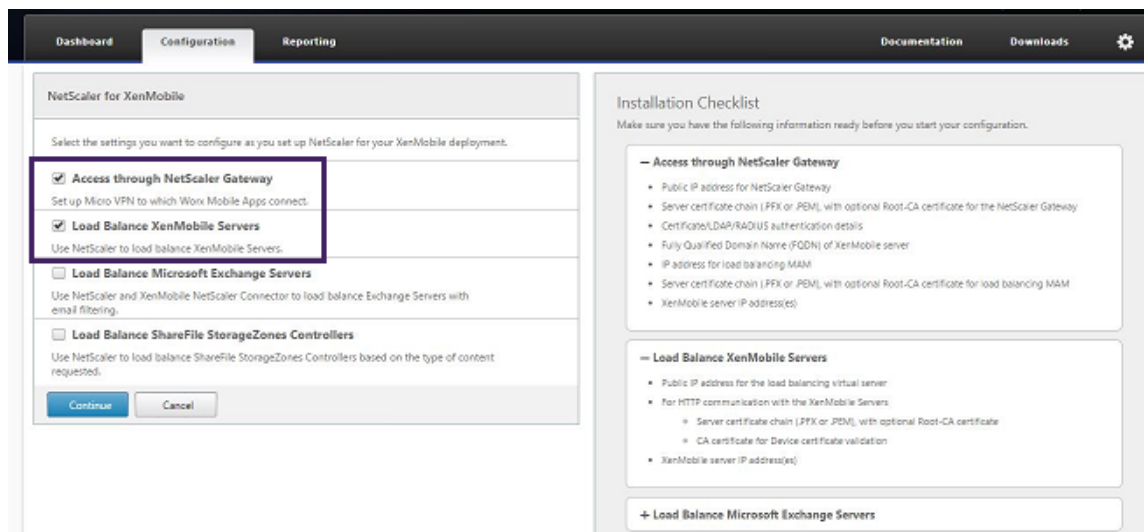 Dashboard
Configuration
Reporting
Documentation
Downloads
NetScaler for XenMobile
Select the settings you want to configure as you set up NetScaler for your XenMobile deployment.
Access through NetScaler Gateway
Set up Micro VPN to which Worx Mobile Apps connect.
Load Balance XenMobile Servers
Use NetScaler to load balance XenMobile Servers.
Load Balance Microsoft Exchange Servers
Use NetScaler and XenMobile NetScaler Connector to load balance Exchange Servers with
email filtering.
Load Balance ShareFile StorageZones Controllers
Use NetScaler to load balance ShareFile StorageZones Controllers based on the type of content
requested.
Continue
Cancel
Installation Checklist
Make sure you have the following information ready before you start your configuration.
Access through NetScaler Gateway
Public IP address for NetScaler Gateway
Server certificate chain (.PFX or .PEM), with optional Root-CA certificate for the NetScaler Gateway
Certificate/LDAP/RADIUS authentication details
Fully Qualified Domain Name (FQDN) of XenMobile server
IP address for load balancing MAM
Server certificate chain (.PFX or .PEM), with optional Root-CA certificate for load balancing MAM
XenMobile server IP address(es)
Load Balance XenMobile Servers
Public IP address for the load balancing virtual server
For HTTP communication with the XenMobile Servers
Server certificate chain (.PFX or .PEM), with optional Root-CA certificate
CA certificate for Device certificate validation
XenMobile server IP address(es)
Load Balance Microsoft Exchange Servers